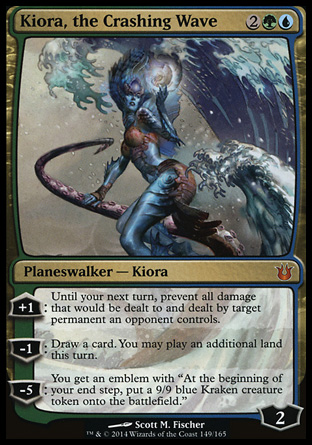 Kiora, the Crashing Wave 2
Planeswalker — Kiora
+1: Until your next turn, prevent all damage
that would be dealt to and dealt by target
permanent an opponent controls.
-1: Draw a card. You may play an additional land
this turn.
-5: You get an emblem with “At the beginning of
your end step, put a 9/9 blue Kraken creature
token onto the battlefield.”
2
Scott M. Fischer
™ & © 2014 Wizards of the Coast 149/165